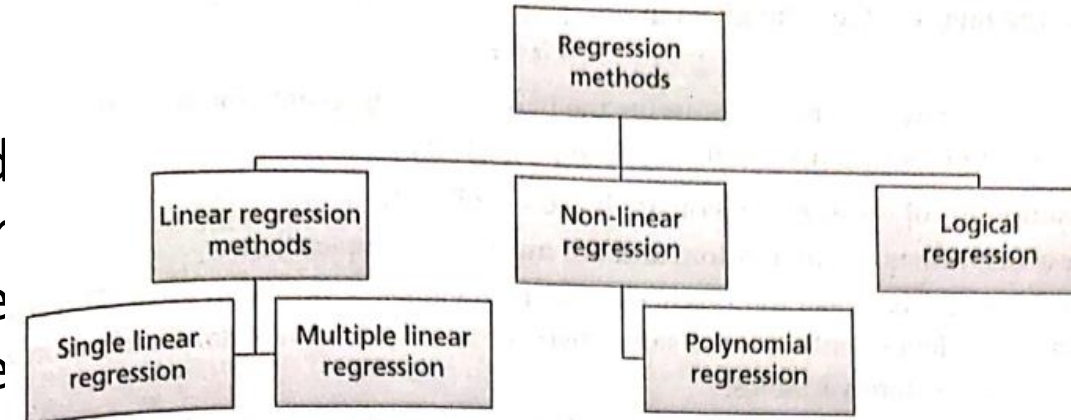 Regression
methods
Linear regression
methods
Non-linear
regression
Logical
regression
Single linear
regression
Multiple linear
regression
Polynomial
regression